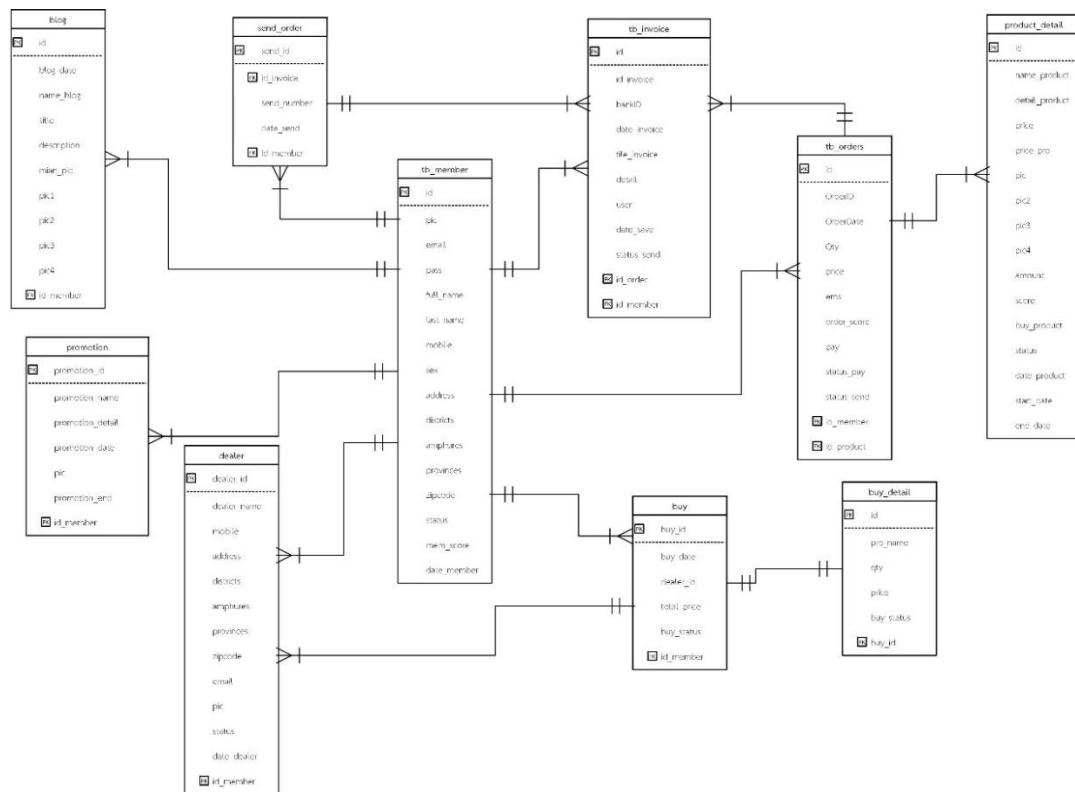 blog
id
blog_date
name_blog
title
description
mian_pic
pic1
pic2
pic3
pic4
id_member
send_order
send_id
id_invoice
send_number
date_send
id_member
tb_invoice
id
id_invoice
bankID
date_invoice
file_invoice
user
date_save
status_send
id_order
id_member
product_detail
id
name_product
detail_product
price
price_pro
pic
pic2
pic3
pic4
amount
score
buy_product
status
date_product
start_date
end_date
tb_member
id
pic
email
pass
full_name
last_name
mobile
sex
address
districts
amphures
provinces
zipcode
status
mem_score
date_member
tb_orders
id
OrderID
OrderDate
Qty
price
ems
order_score
pay
status_pay
status_send
id_member
id_product
promotion
promotion_id
promotion_name
promotion_detail
promotion_date
pic
promotion_end
id_member
dealer
dealer_id
dealer_name
mobile
address
districts
amphures
provinces
zipcode
email
pic
status
date_dealer
id_member
buy
buy_id
buy_date
dealer_id
total_price
buy_status
id_member
buy_detail
id
pro_name
qty
price
buy_status
buy_id